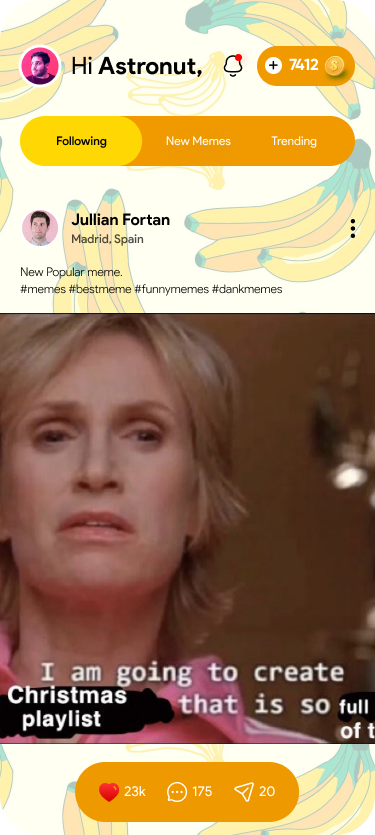 Hi Astronut,
7412
Following
New Memes
Trending
Jullian Fortan
Madrid, Spain
New Popular meme.
#memes #bestmeme #funnymemes #dankmemes
I am going to create
Christmas playlist that is so full
of t
23k
175
20